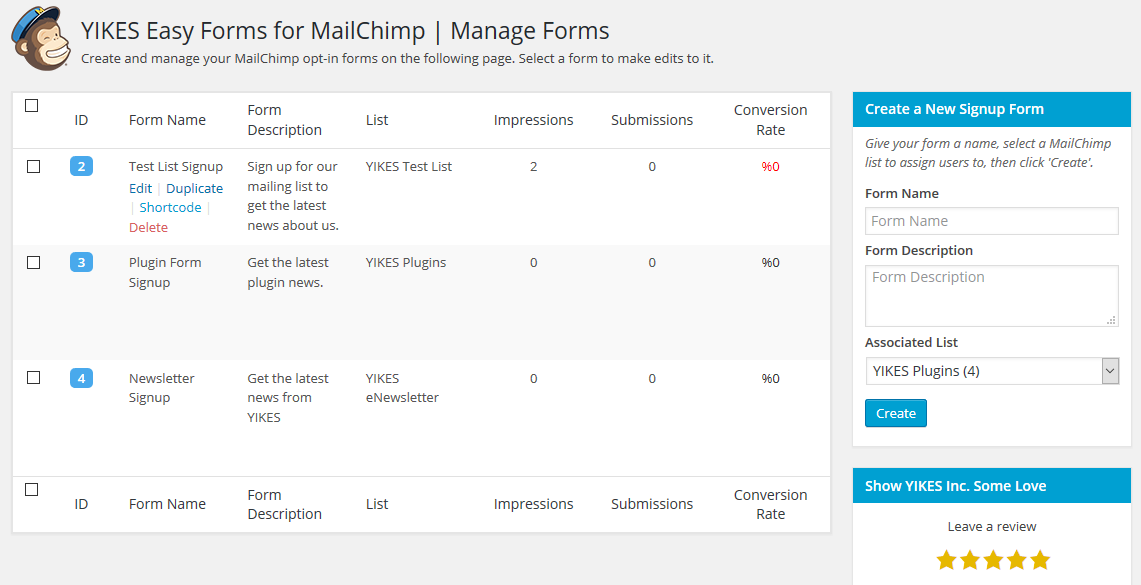 YIKES Easy Forms for MailChimp | Manage Forms
Create and manage your MailChimp opt-in forms on the following page. Select a form to make edits to it.
ID
Form Name
Form
Description
List
Impressions
Submissions
Conversion
Rate
2
Test List Signup
Edit | Duplicate
| Shortcode |
Delete
Sign up for our
mailing list to
get the latest
news about us.
YIKES Test List
2
0
%0
3
Plugin Form
Signup
Get the latest
plugin news.
YIKES Plugins
0
0
%0
4
Newsletter
Signup
Get the latest
news from
YIKES
YIKES
eNewsletter
0
0
%0
ID
Form Name
Form
Description
List
Impressions
Submissions
Conversion
Rate
Create a New Signup Form
Give your form a name, select a MailChimp
list to assign users to, then click 'Create'.
Form Name
Form Name
Form Description
Form Description
Associated List
YIKES Plugins (4)
Create
Show YIKES Inc. Some Love
Leave a review